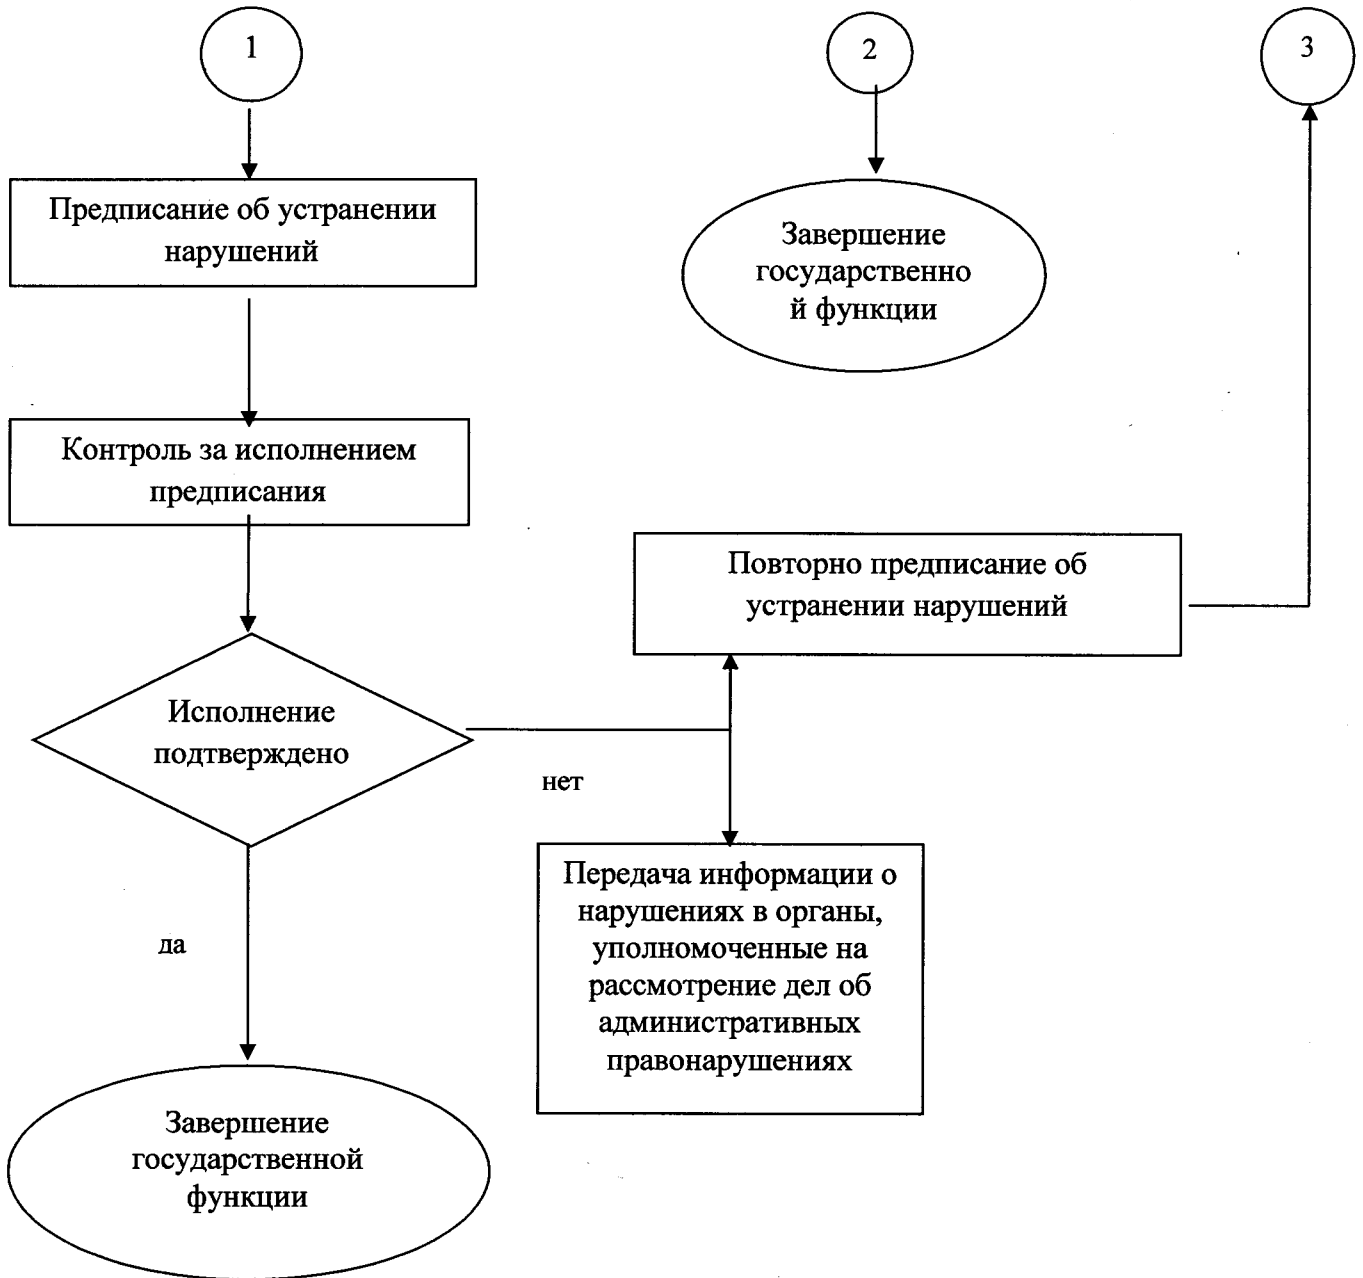 1
2
3
Предписание об устранении
нарушений
Завершение
государственно
й функции
Контроль за исполнением
предписания
Повторно предписание об
устранении нарушений
Исполнение
подтверждено
нет
Передача информации о
нарушениях в органы,
уполномоченные на
рассмотрение дел об
административных
правонарушениях
да
Завершение
государственной
функции